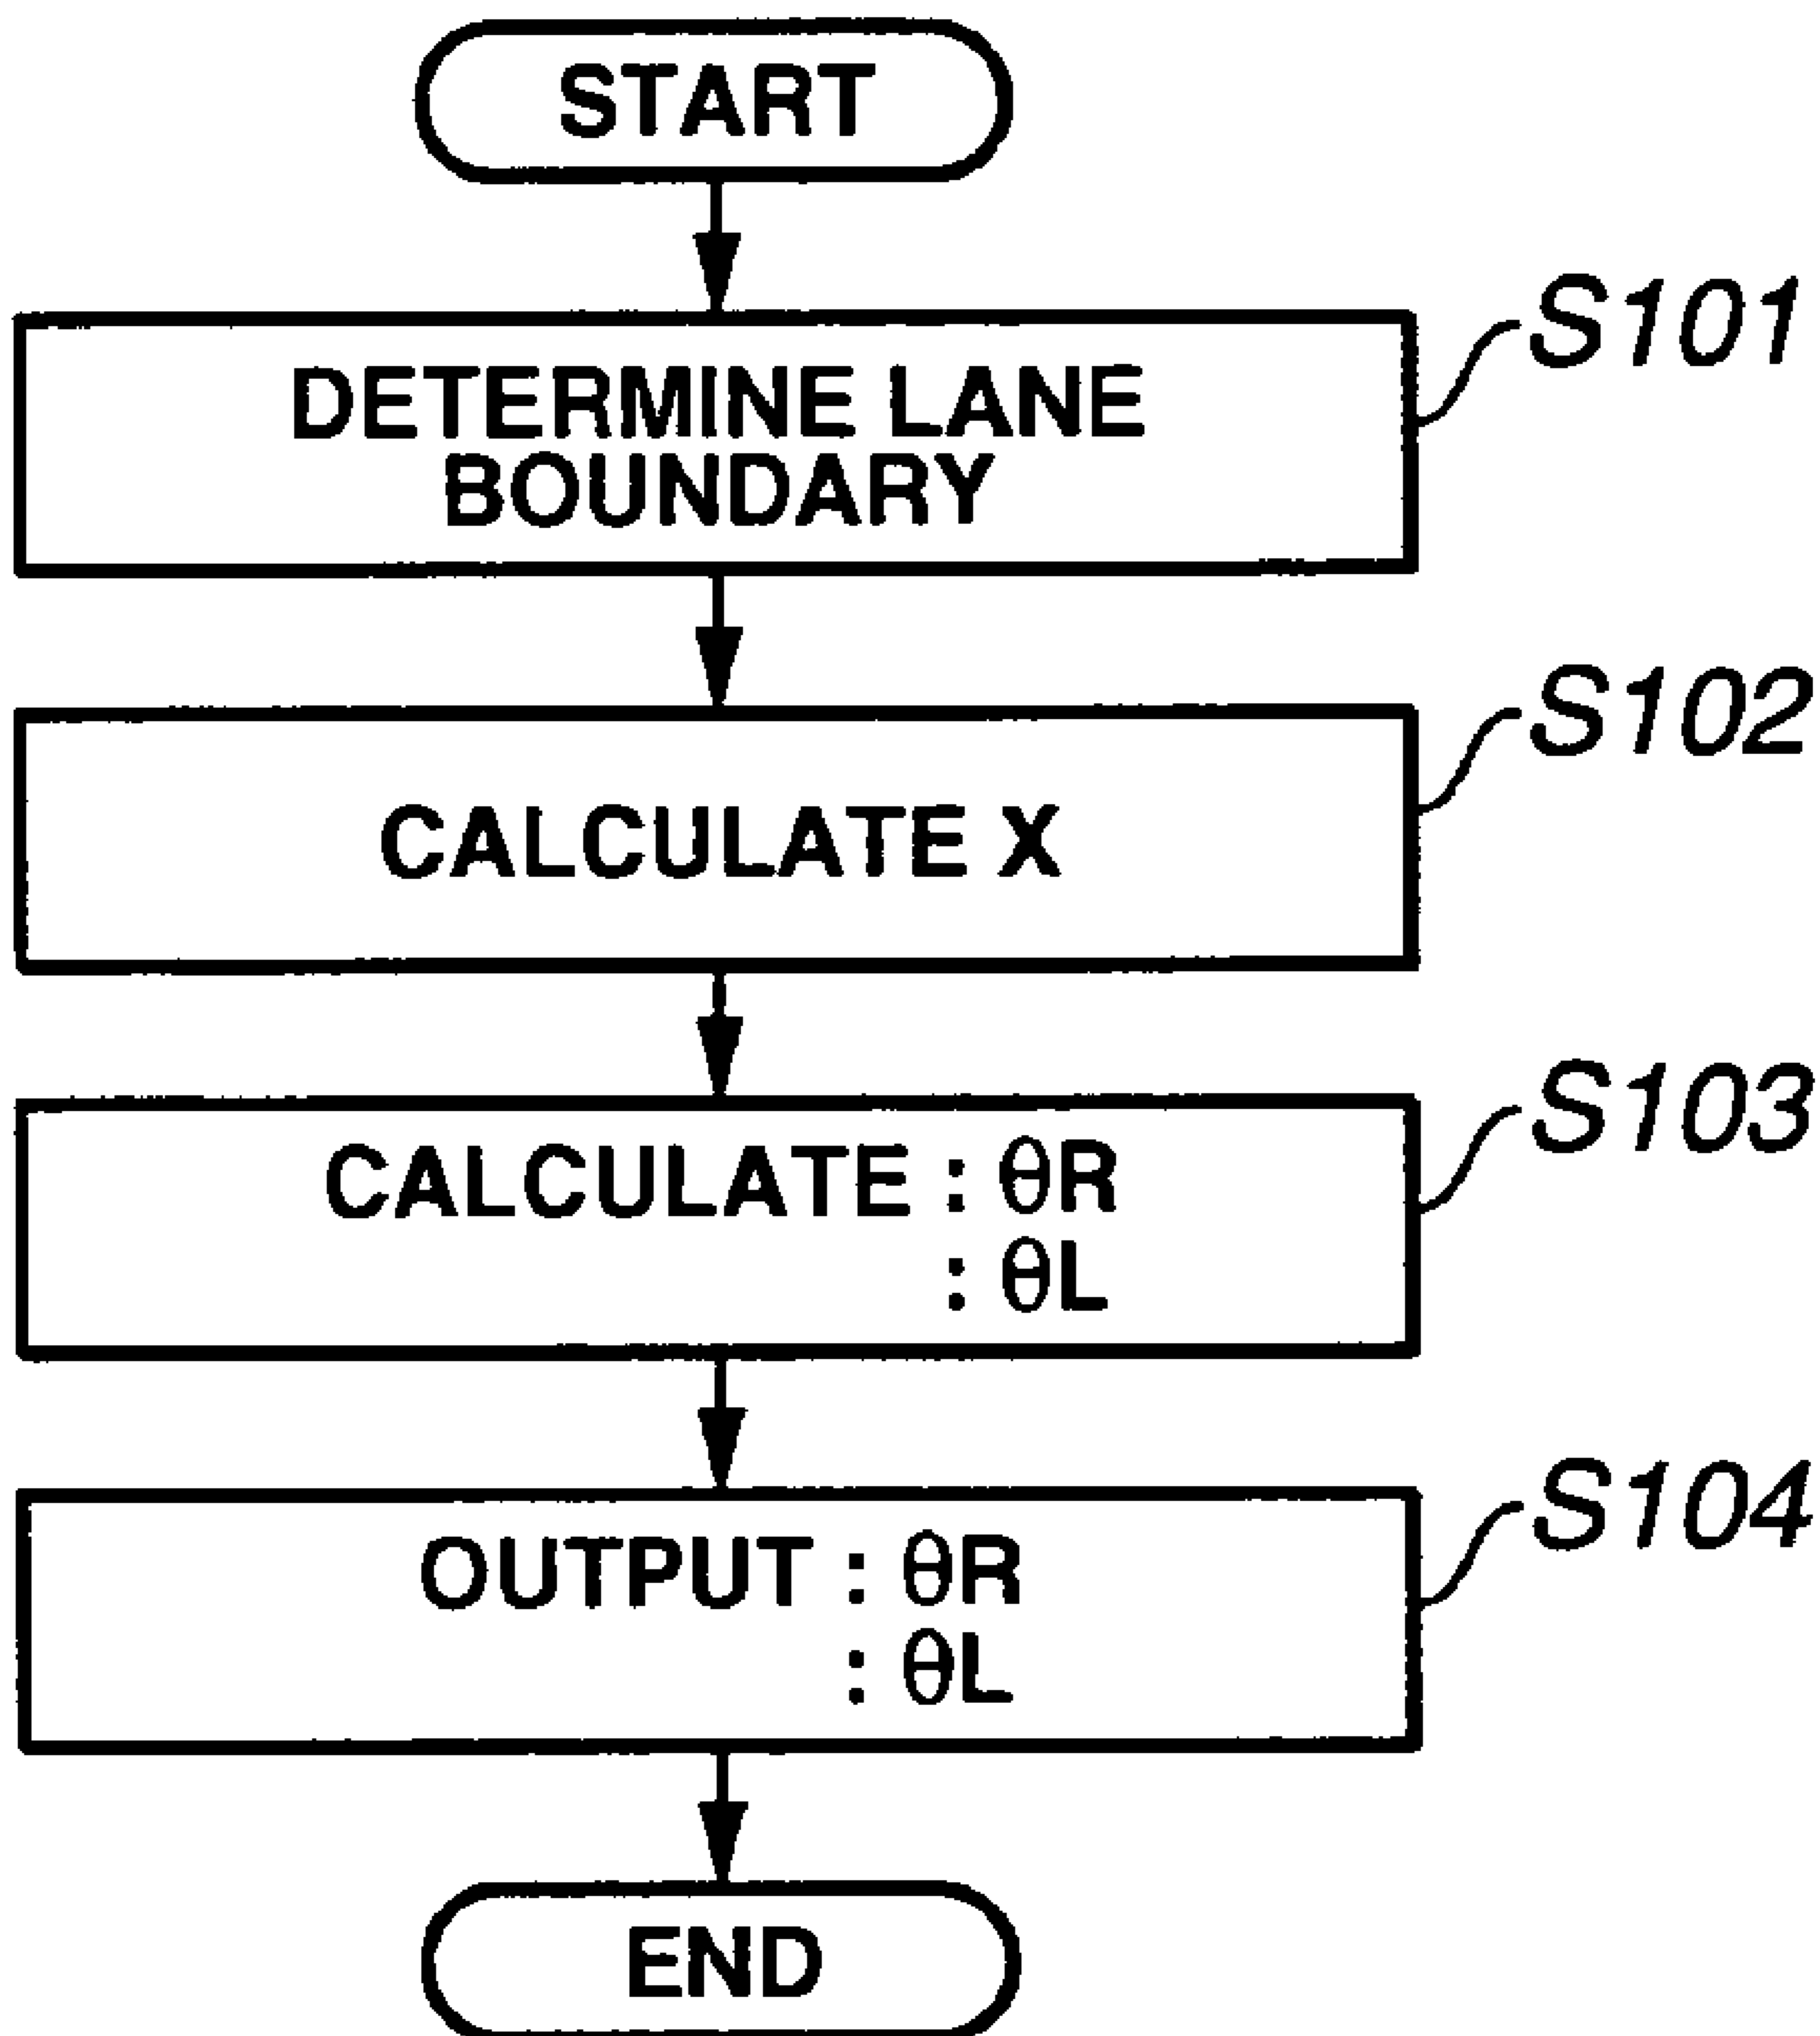 START
S101
DETERMINE LANE
BOUNDARY
S102
CALCULATE X
S103
CALCULATE : θR
: θL
S104
OUTPUT : θR
: θL
END